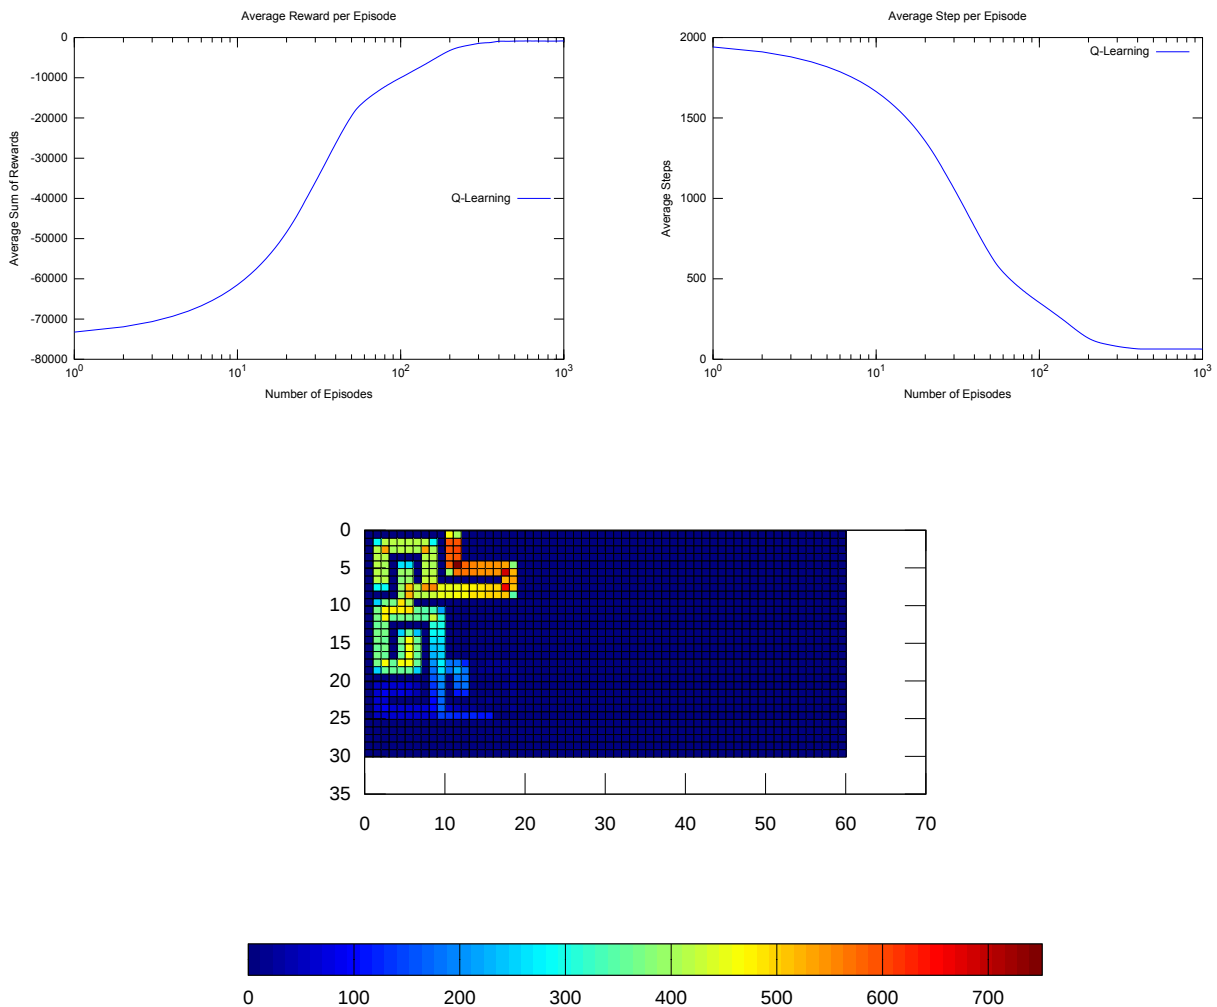 Average Reward per Episode
0
-10000
-20000
-30000
-40000
-50000
-60000
-70000
-80000
Average Sum of Rewards
Q-Learning
10^0 10^1 10^2 10^3
Number of Episodes
Average Step per Episode
2000
1500
1000
500
0
Average Steps
Q-Learning
10^0 10^1 10^2 10^3
Number of Episodes
0
5
10
15
20
25
30
35
0 10 20 30 40 50 60 70
0 100 200 300 400 500 600 700